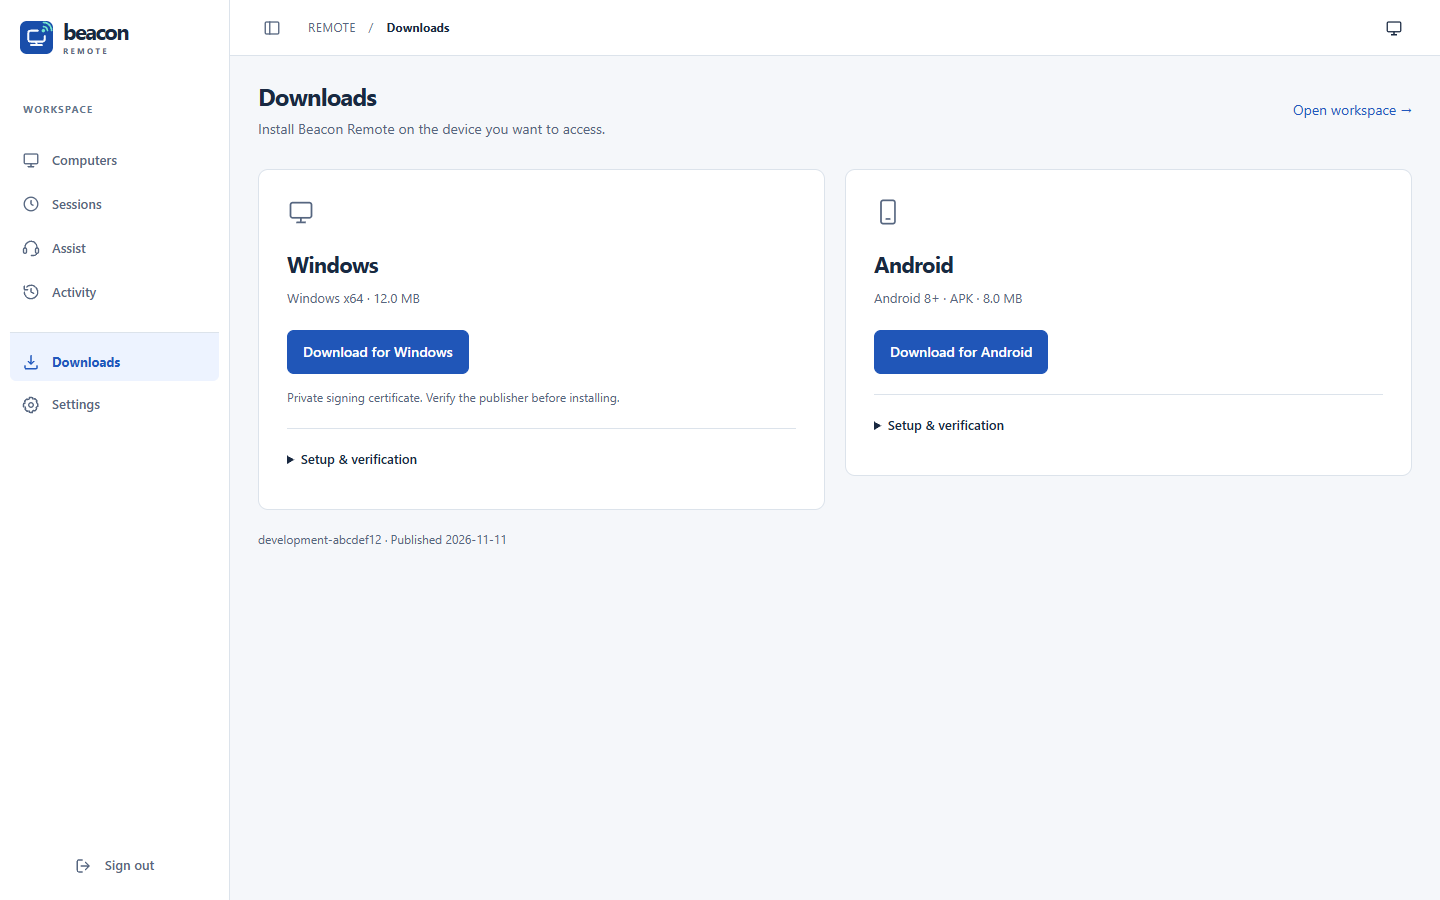 beacon
REMOTE
WORKSPACE
Computers
Sessions
Assist
Activity
Downloads
Settings
Sign out
REMOTE / Downloads
Downloads
Install Beacon Remote on the device you want to access.
Open workspace →
Windows
Windows x64 · 12.0 MB
Download for Windows
Private signing certificate. Verify the publisher before installing.
Setup & verification
Android
Android 8+ · APK · 8.0 MB
Download for Android
Setup & verification
development-abcdef12 · Published 2026-11-11